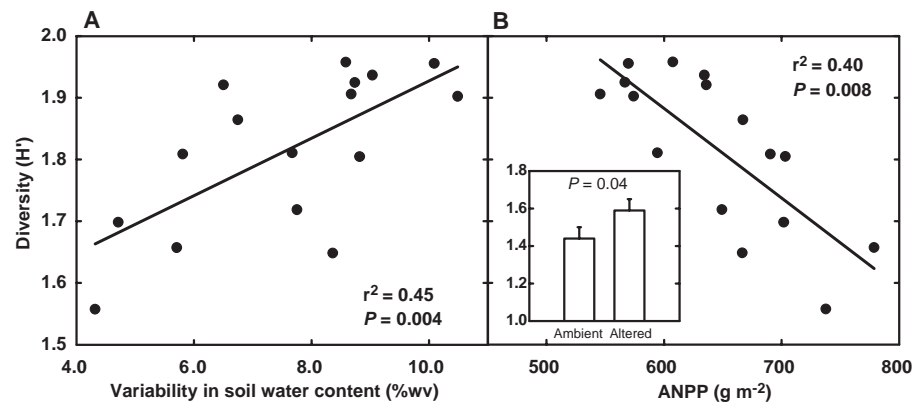 A
B
2.0
1.9
1.8
1.7
1.6
1.5
Diversity (H')
r² = 0.45
P = 0.004
4.0 6.0 8.0 10.0
Variability in soil water content (%wv)
r² = 0.40
P = 0.008
1.8
1.6
1.4
1.2
1.0
P = 0.04
Ambient Altered
500 600 700 800
ANPP (g m⁻²)